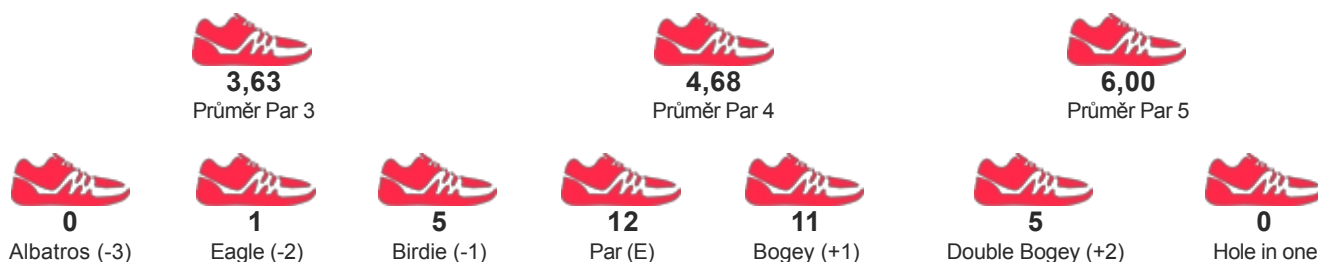 3,63 4,68 6,00
Průměr Par 3 Průměr Par 4 Průměr Par 5
0 1 5 12 11 5 0
Albatros (-3) Eagle (-2) Birdie (-1) Par (E) Bogey (+1) Double Bogey (+2) Hole in one